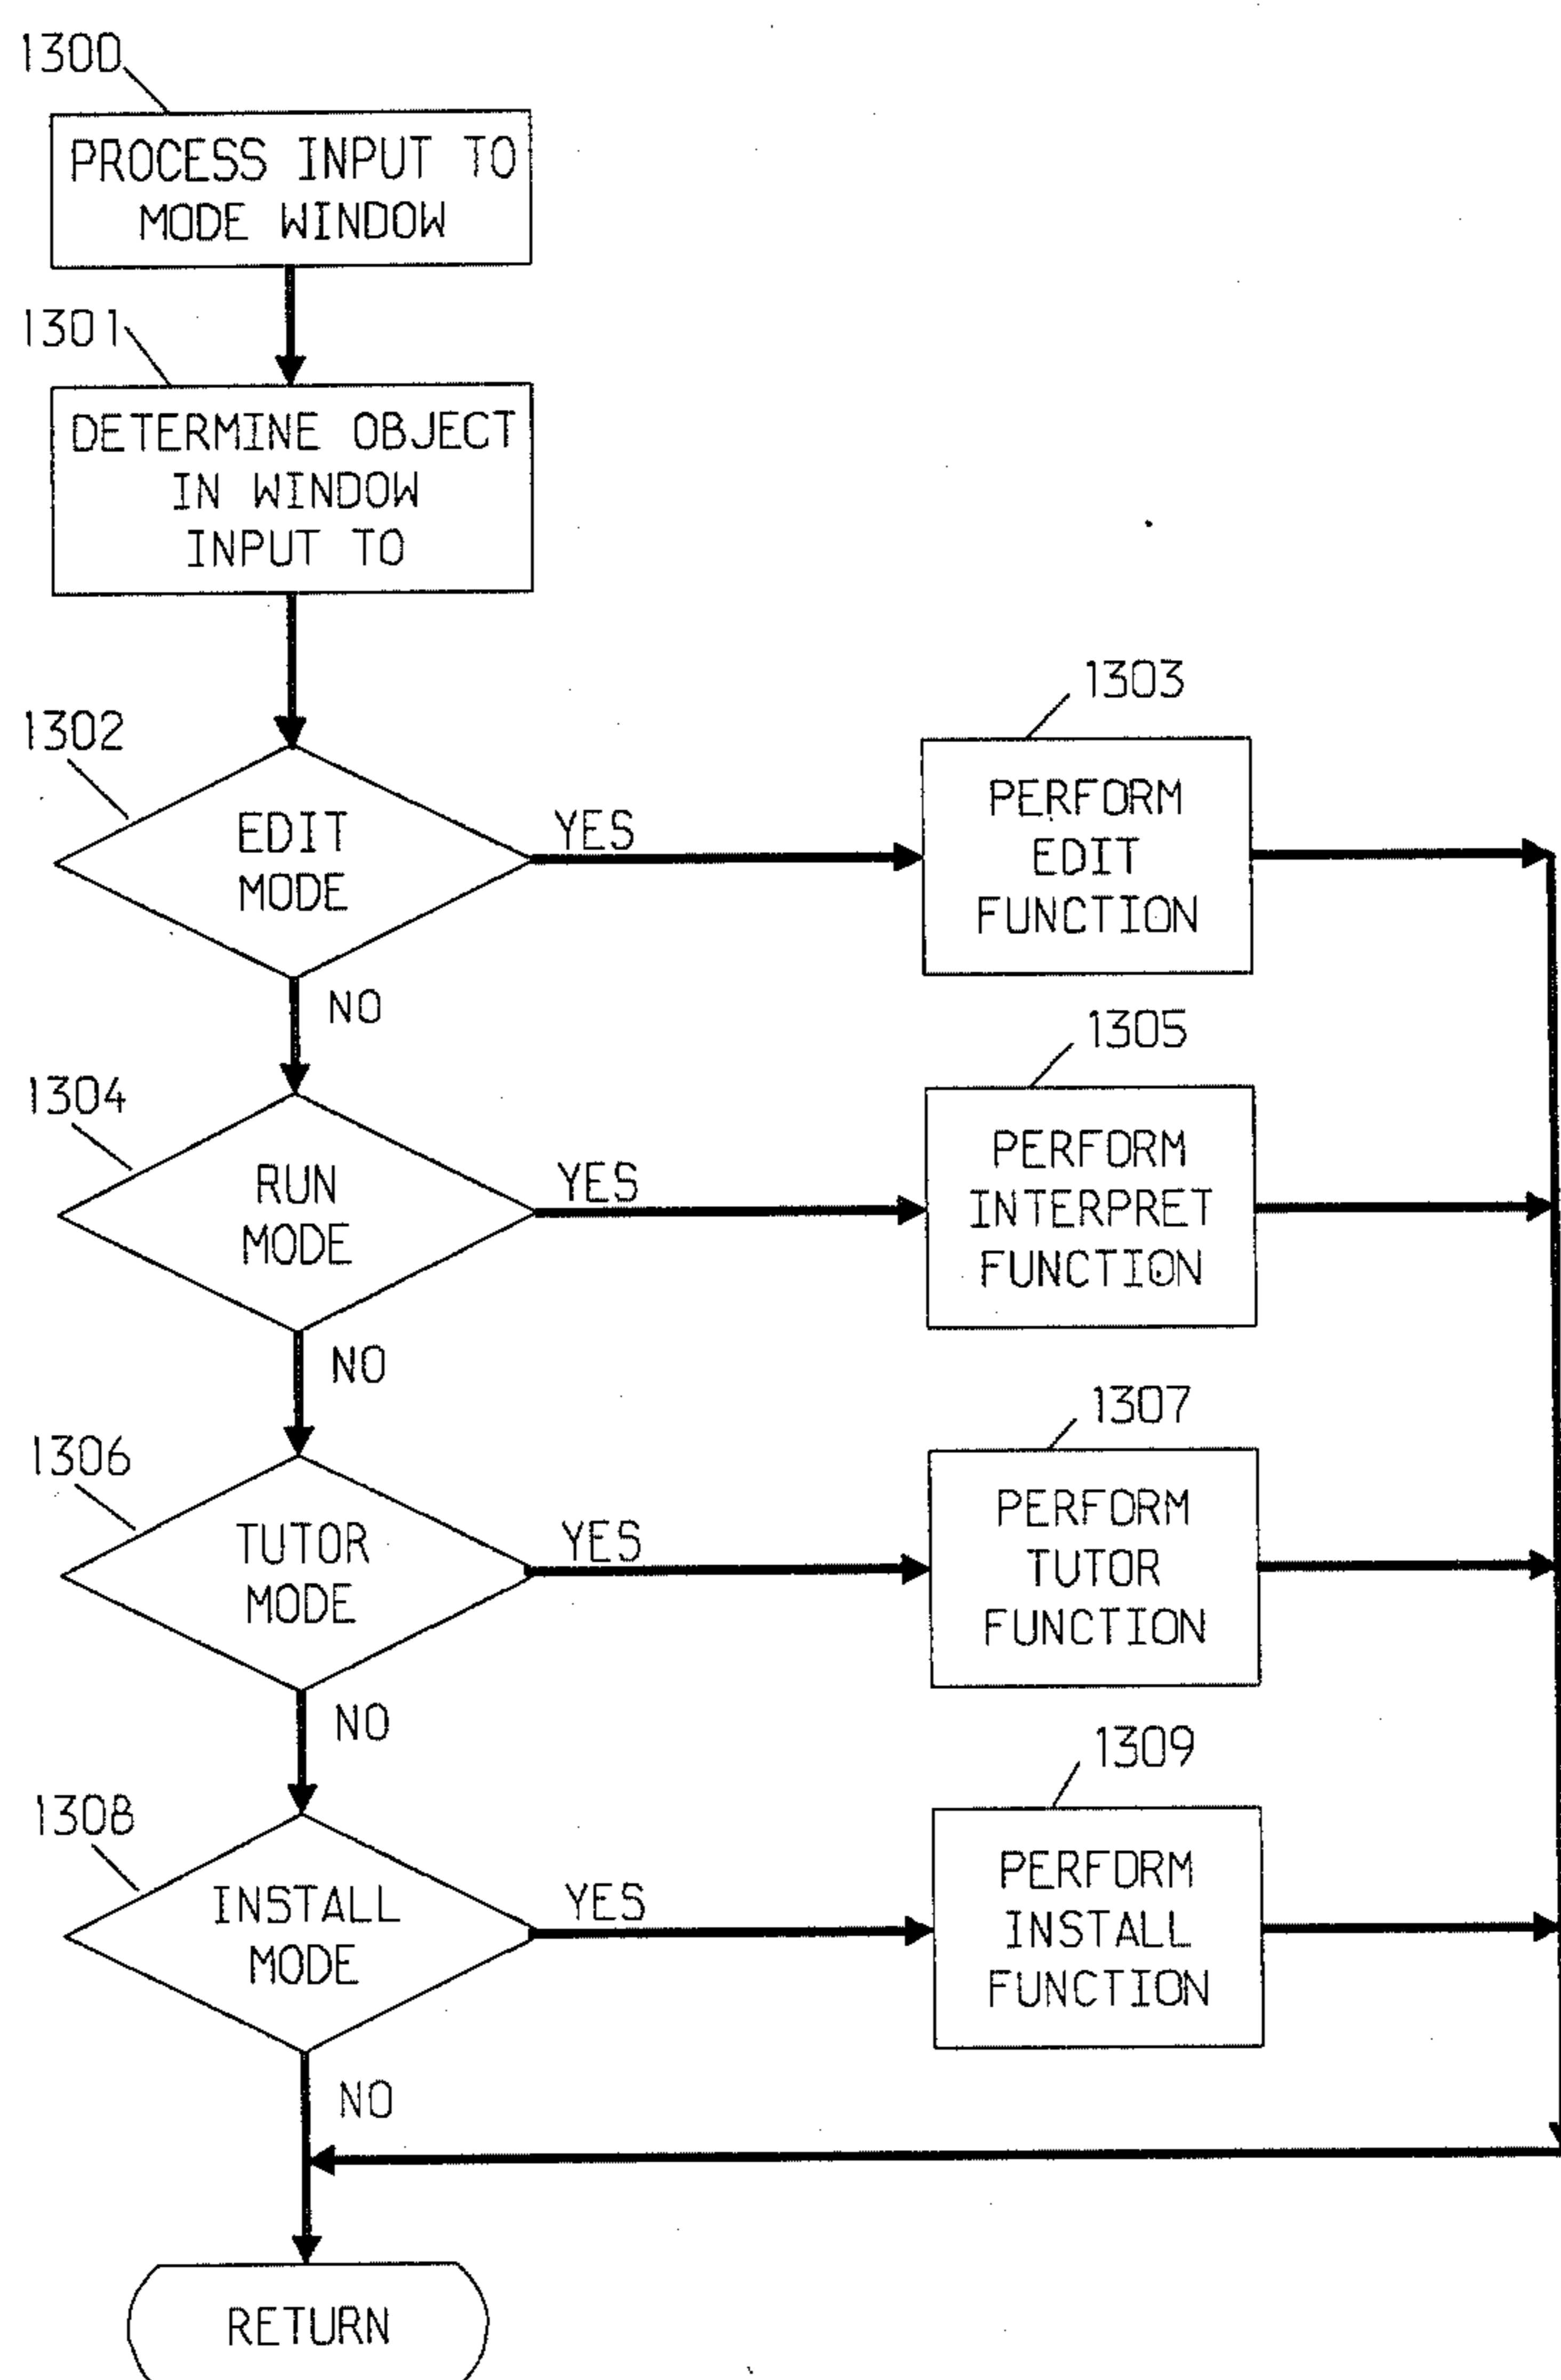 1300
PROCESS INPUT TO
MODE WINDOW
1301
DETERMINE OBJECT
IN WINDOW
INPUT TO
1302
EDIT
MODE
YES
1303
PERFORM
EDIT
FUNCTION
NO
1304
RUN
MODE
YES
1305
PERFORM
INTERPRET
FUNCTION
NO
1306
TUTOR
MODE
YES
1307
PERFORM
TUTOR
FUNCTION
NO
1308
INSTALL
MODE
YES
1309
PERFORM
INSTALL
FUNCTION
NO
RETURN